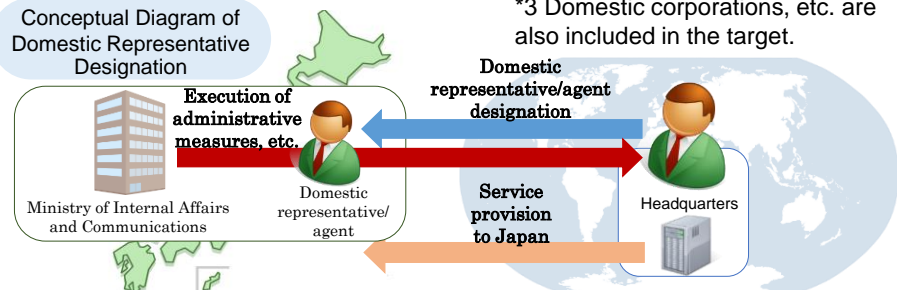 Conceptual Diagram of
Domestic Representative
Designation
*3 Domestic corporations, etc. are
also included in the target.
Domestic
representative/agent
designation
Execution of
administrative
measures, etc.
Ministry of Internal Affairs
and Communications
Domestic
representative/
agent
Service
provision
to Japan
Headquarters